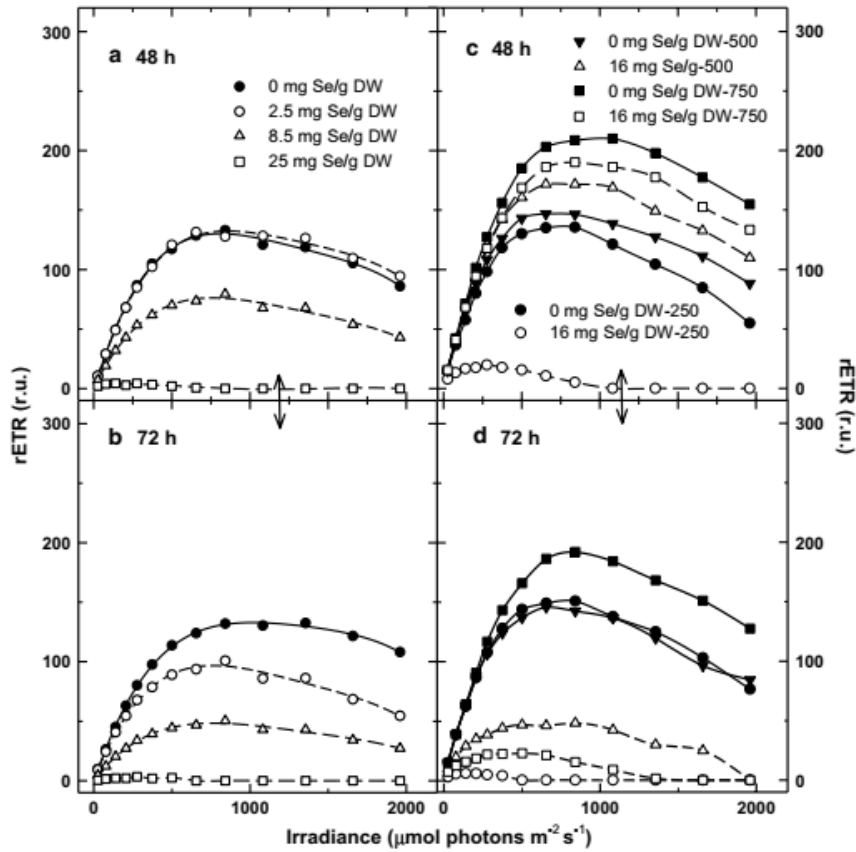 a 48 h
0 mg Se/g DW
2.5 mg Se/g DW
8.5 mg Se/g DW
25 mg Se/g DW
300
200
100
0
c 48 h
0 mg Se/g DW-500
16 mg Se/g-500
0 mg Se/g DW-750
16 mg Se/g DW-750
0 mg Se/g DW-250
16 mg Se/g DW-250
300
200
100
0
rETR (r.u.)
rETR (r.u.)
b 72 h
300
200
100
0
0 1000 2000
d 72 h
300
200
100
0
0 1000 2000
Irradiance (μmol photons m-2 s-1)